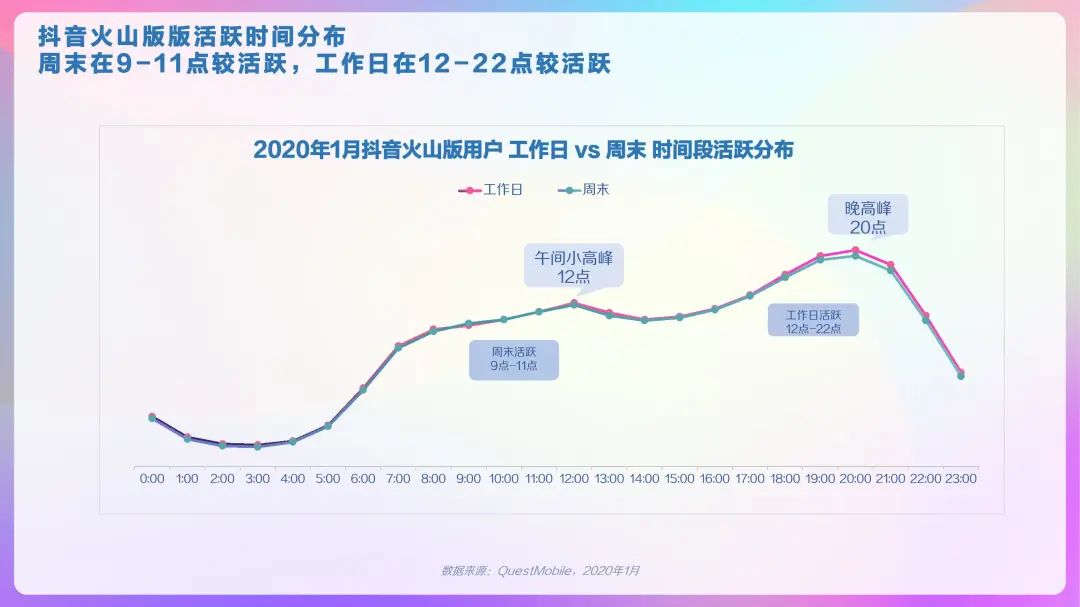 抖音火山版版活跃时间分布
周末在9-11点较活跃，工作日在12-22点较活跃
2020年1月抖音火山版用户 工作日 vs 周末 时间段活跃分布
工作日 周末
晚高峰
20点
午间小高峰
12点
工作日活跃
12点-22点
周末活跃
9点-11点
0:00 1:00 2:00 3:00 4:00 5:00 6:00 7:00 8:00 9:00 10:00 11:00 12:00 13:00 14:00 15:00 16:00 17:00 18:00 19:00 20:00 21:00 22:00 23:00
数据来源：QuestMobile，2020年1月